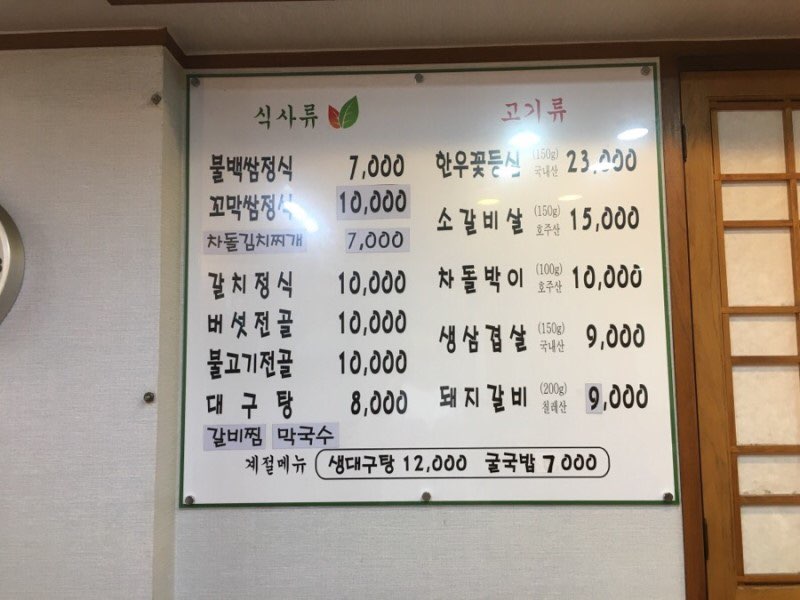 식사류
불백쌈정식 7,000
꼬막쌈정식 10,000
차돌김치찌개 7,000
갈치정식 10,000
버섯전골 10,000
불고기전골 10,000
대구탕 8,000
갈비찜 막국수
고기류
한우꽃등심 (150g) 국내산 23,000
소갈비살 (150g) 호주산 15,000
차돌박이 (100g) 호주산 10,000
생삼겹살 (150g) 국내산 9,000
돼지갈비 (200g) 칠레산 9,000
계절메뉴 생대구탕 12,000 굴국밥 7000